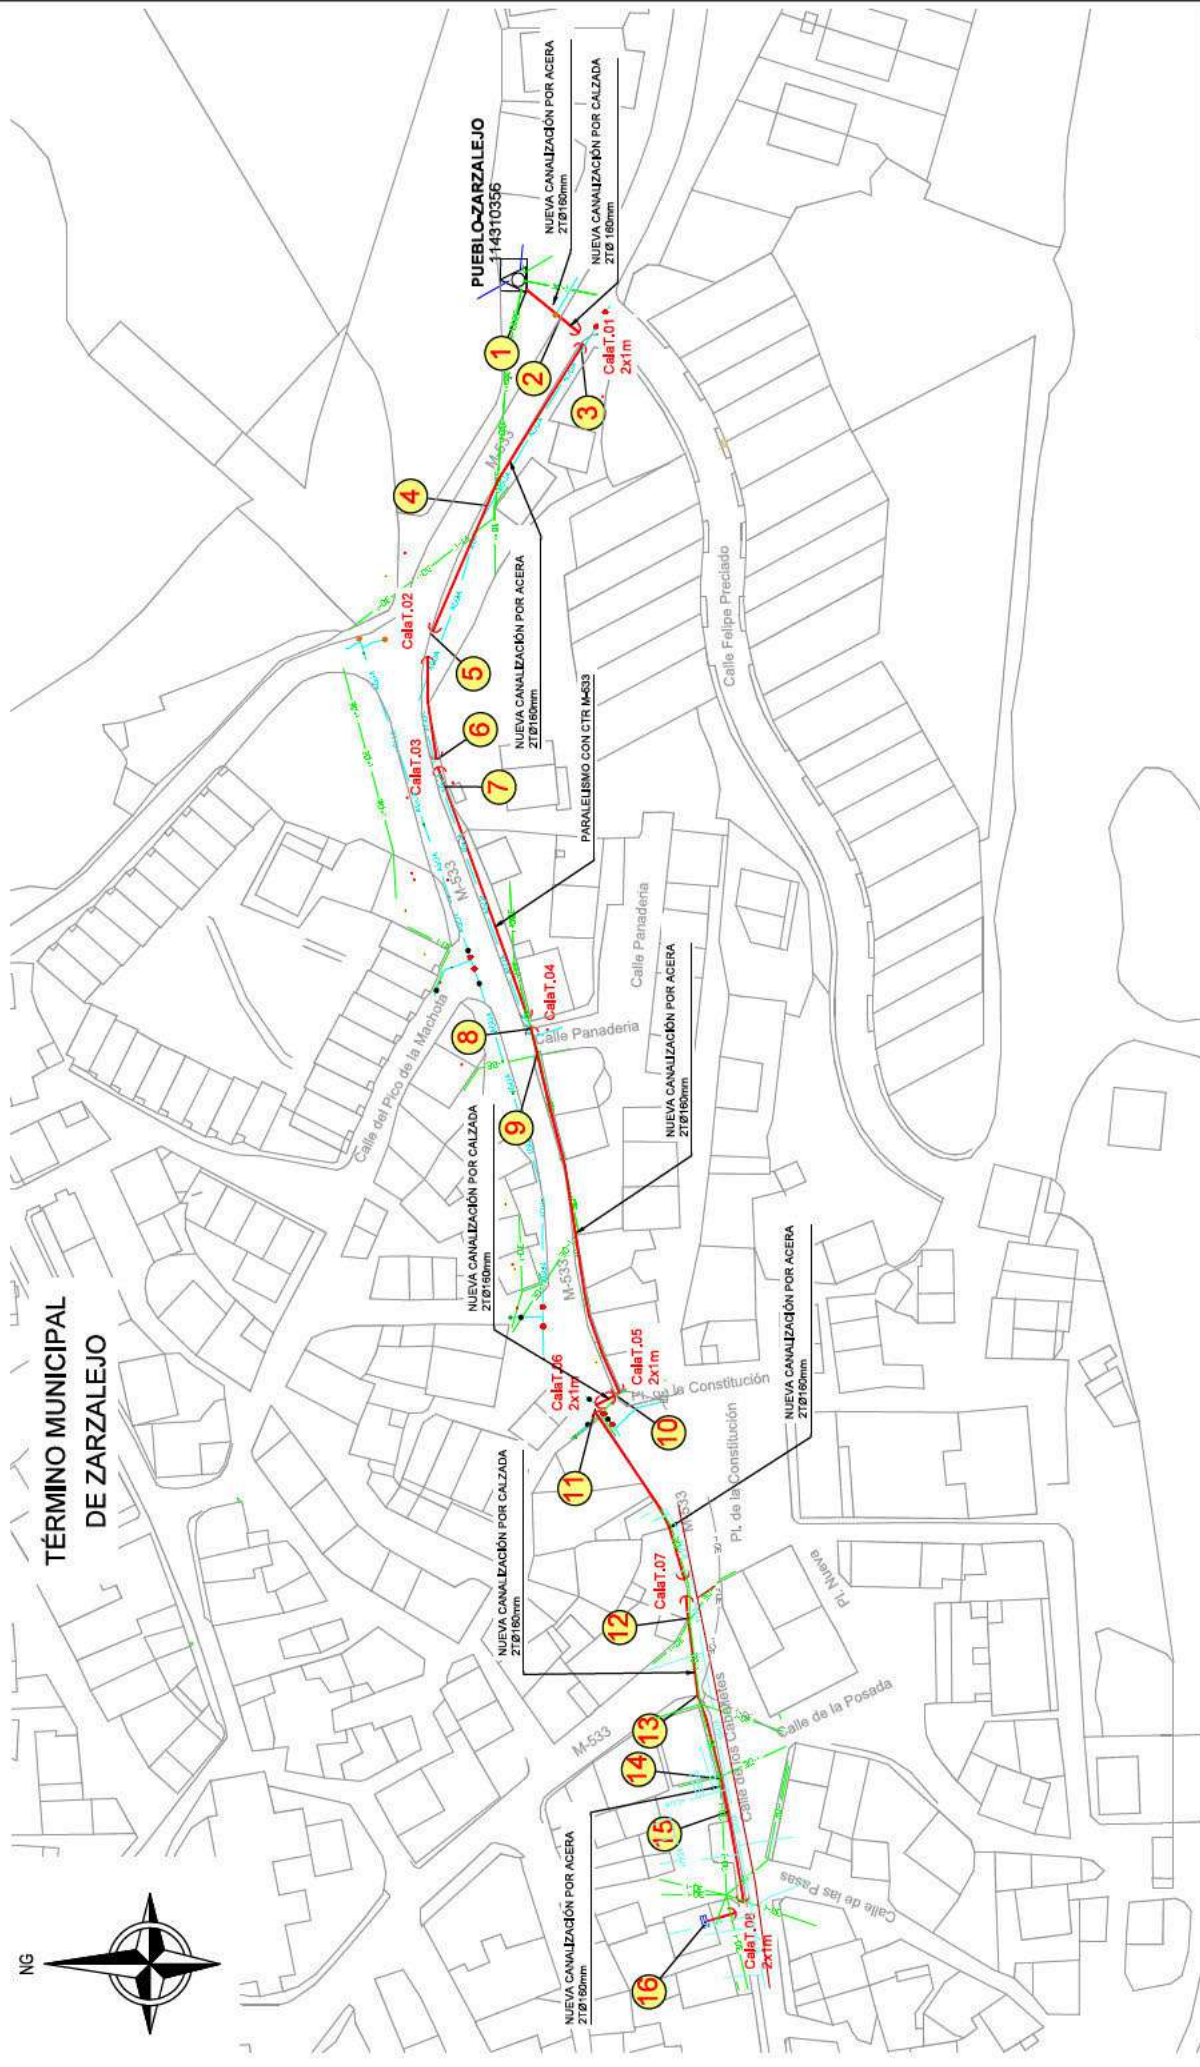 NG
TÉRMINO MUNICIPAL
DE ZARZALEJO
PUEBLO-ZARZALEJO
114310356
NUEVA CANALIZACIÓN POR ACERA
2TØ160mm
NUEVA CANALIZACIÓN POR CALZADA
2TØ160mm
1
2
3
CalaT.01
2x1m
4
M-533
CalaT.02
5
NUEVA CANALIZACIÓN POR ACERA
2TØ160mm
6
CalaT.03
7
PARALELISMO CON CTR M-533
Calle Felipe Preciado
M-533
8
CalaT.04
Calle Panadería
Calle Panadería
Calle del Pico de la Machota
9
NUEVA CANALIZACIÓN POR ACERA
2TØ160mm
NUEVA CANALIZACIÓN POR CALZADA
2TØ160mm
M-533
CalaT.05
2x1m
CalaT.06
2x1m
Pl. de la Constitución
10
11
NUEVA CANALIZACIÓN POR ACERA
2TØ160mm
Pl. de la Constitución
M-533
NUEVA CANALIZACIÓN POR CALZADA
2TØ160mm
CalaT.07
12
Pl. Nueva
13
M-533
Calle de los Cañoletes
Calle de la Posada
14
15
NUEVA CANALIZACIÓN POR ACERA
2TØ160mm
Calle de las Pasas
CalaT.08
2x1m
16